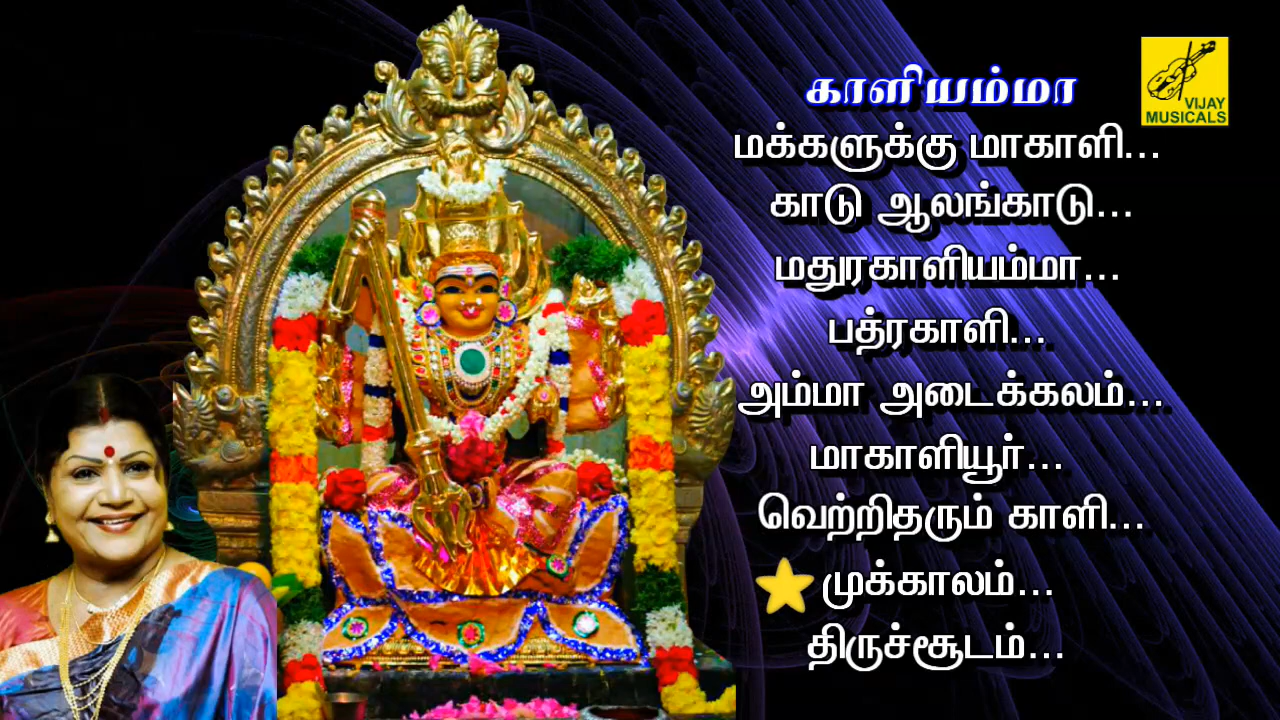 காளியம்மா
VIJAY
MUSICALS
மக்களுக்கு மாகாளி...
காடு ஆலங்காடு...
மதுரகாளியம்மா...
பத்ரகாளி...
அம்மா அடைக்கலம்...
மாகாளியூர்...
வெற்றிதரும் காளி...
முக்காலம்...
திருச்சூடம்...